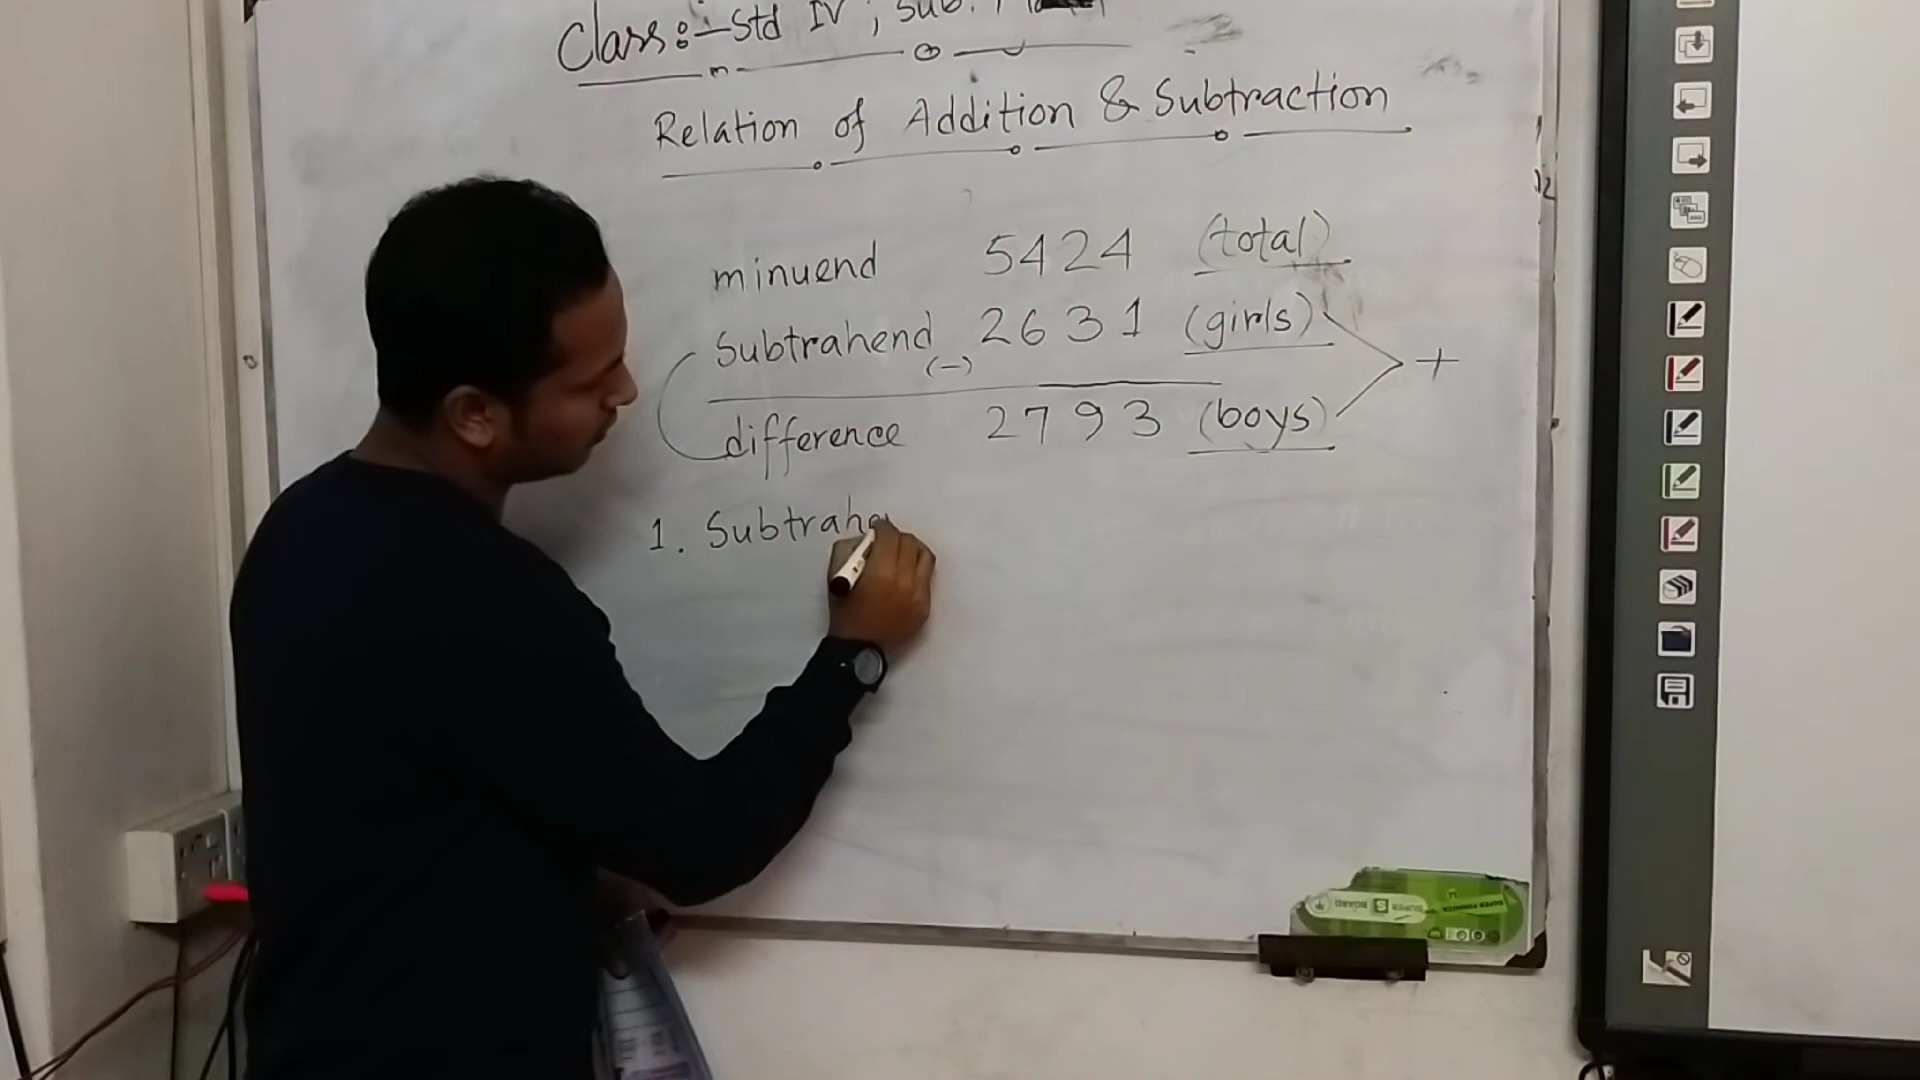 Class:- Std IV ; Sub.
Relation of Addition & Subtraction
minuend 5424 (total)
Subtrahend 2631 (girls)
(-) +
difference 2793 (boys)
1. Subtrahe